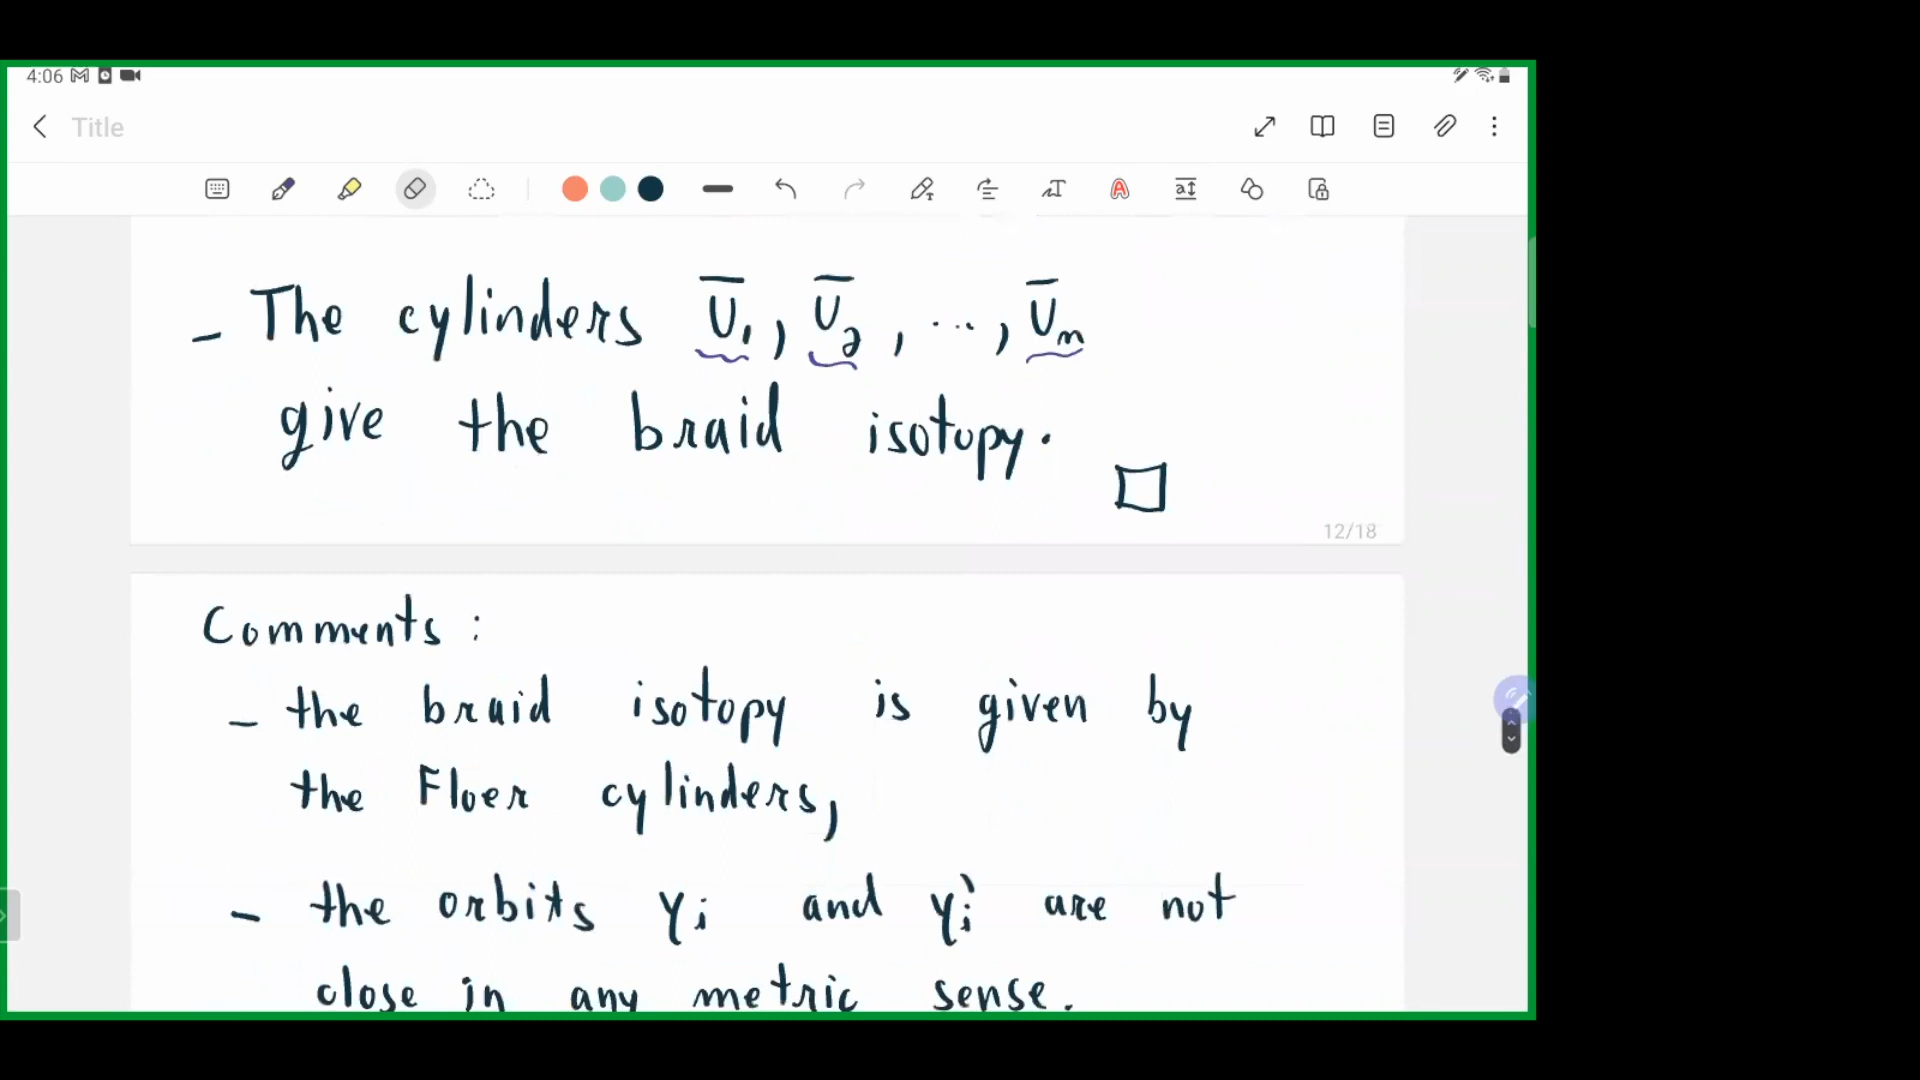 4:06
Title
– The cylinders Ū₁, Ū₂, ..., Ūₙ
give the braid isotopy. □
12/18
Comments :
– the braid isotopy is given by
the Floer cylinders,
– the orbits γᵢ and γᵢ' are not
close in any metric sense.